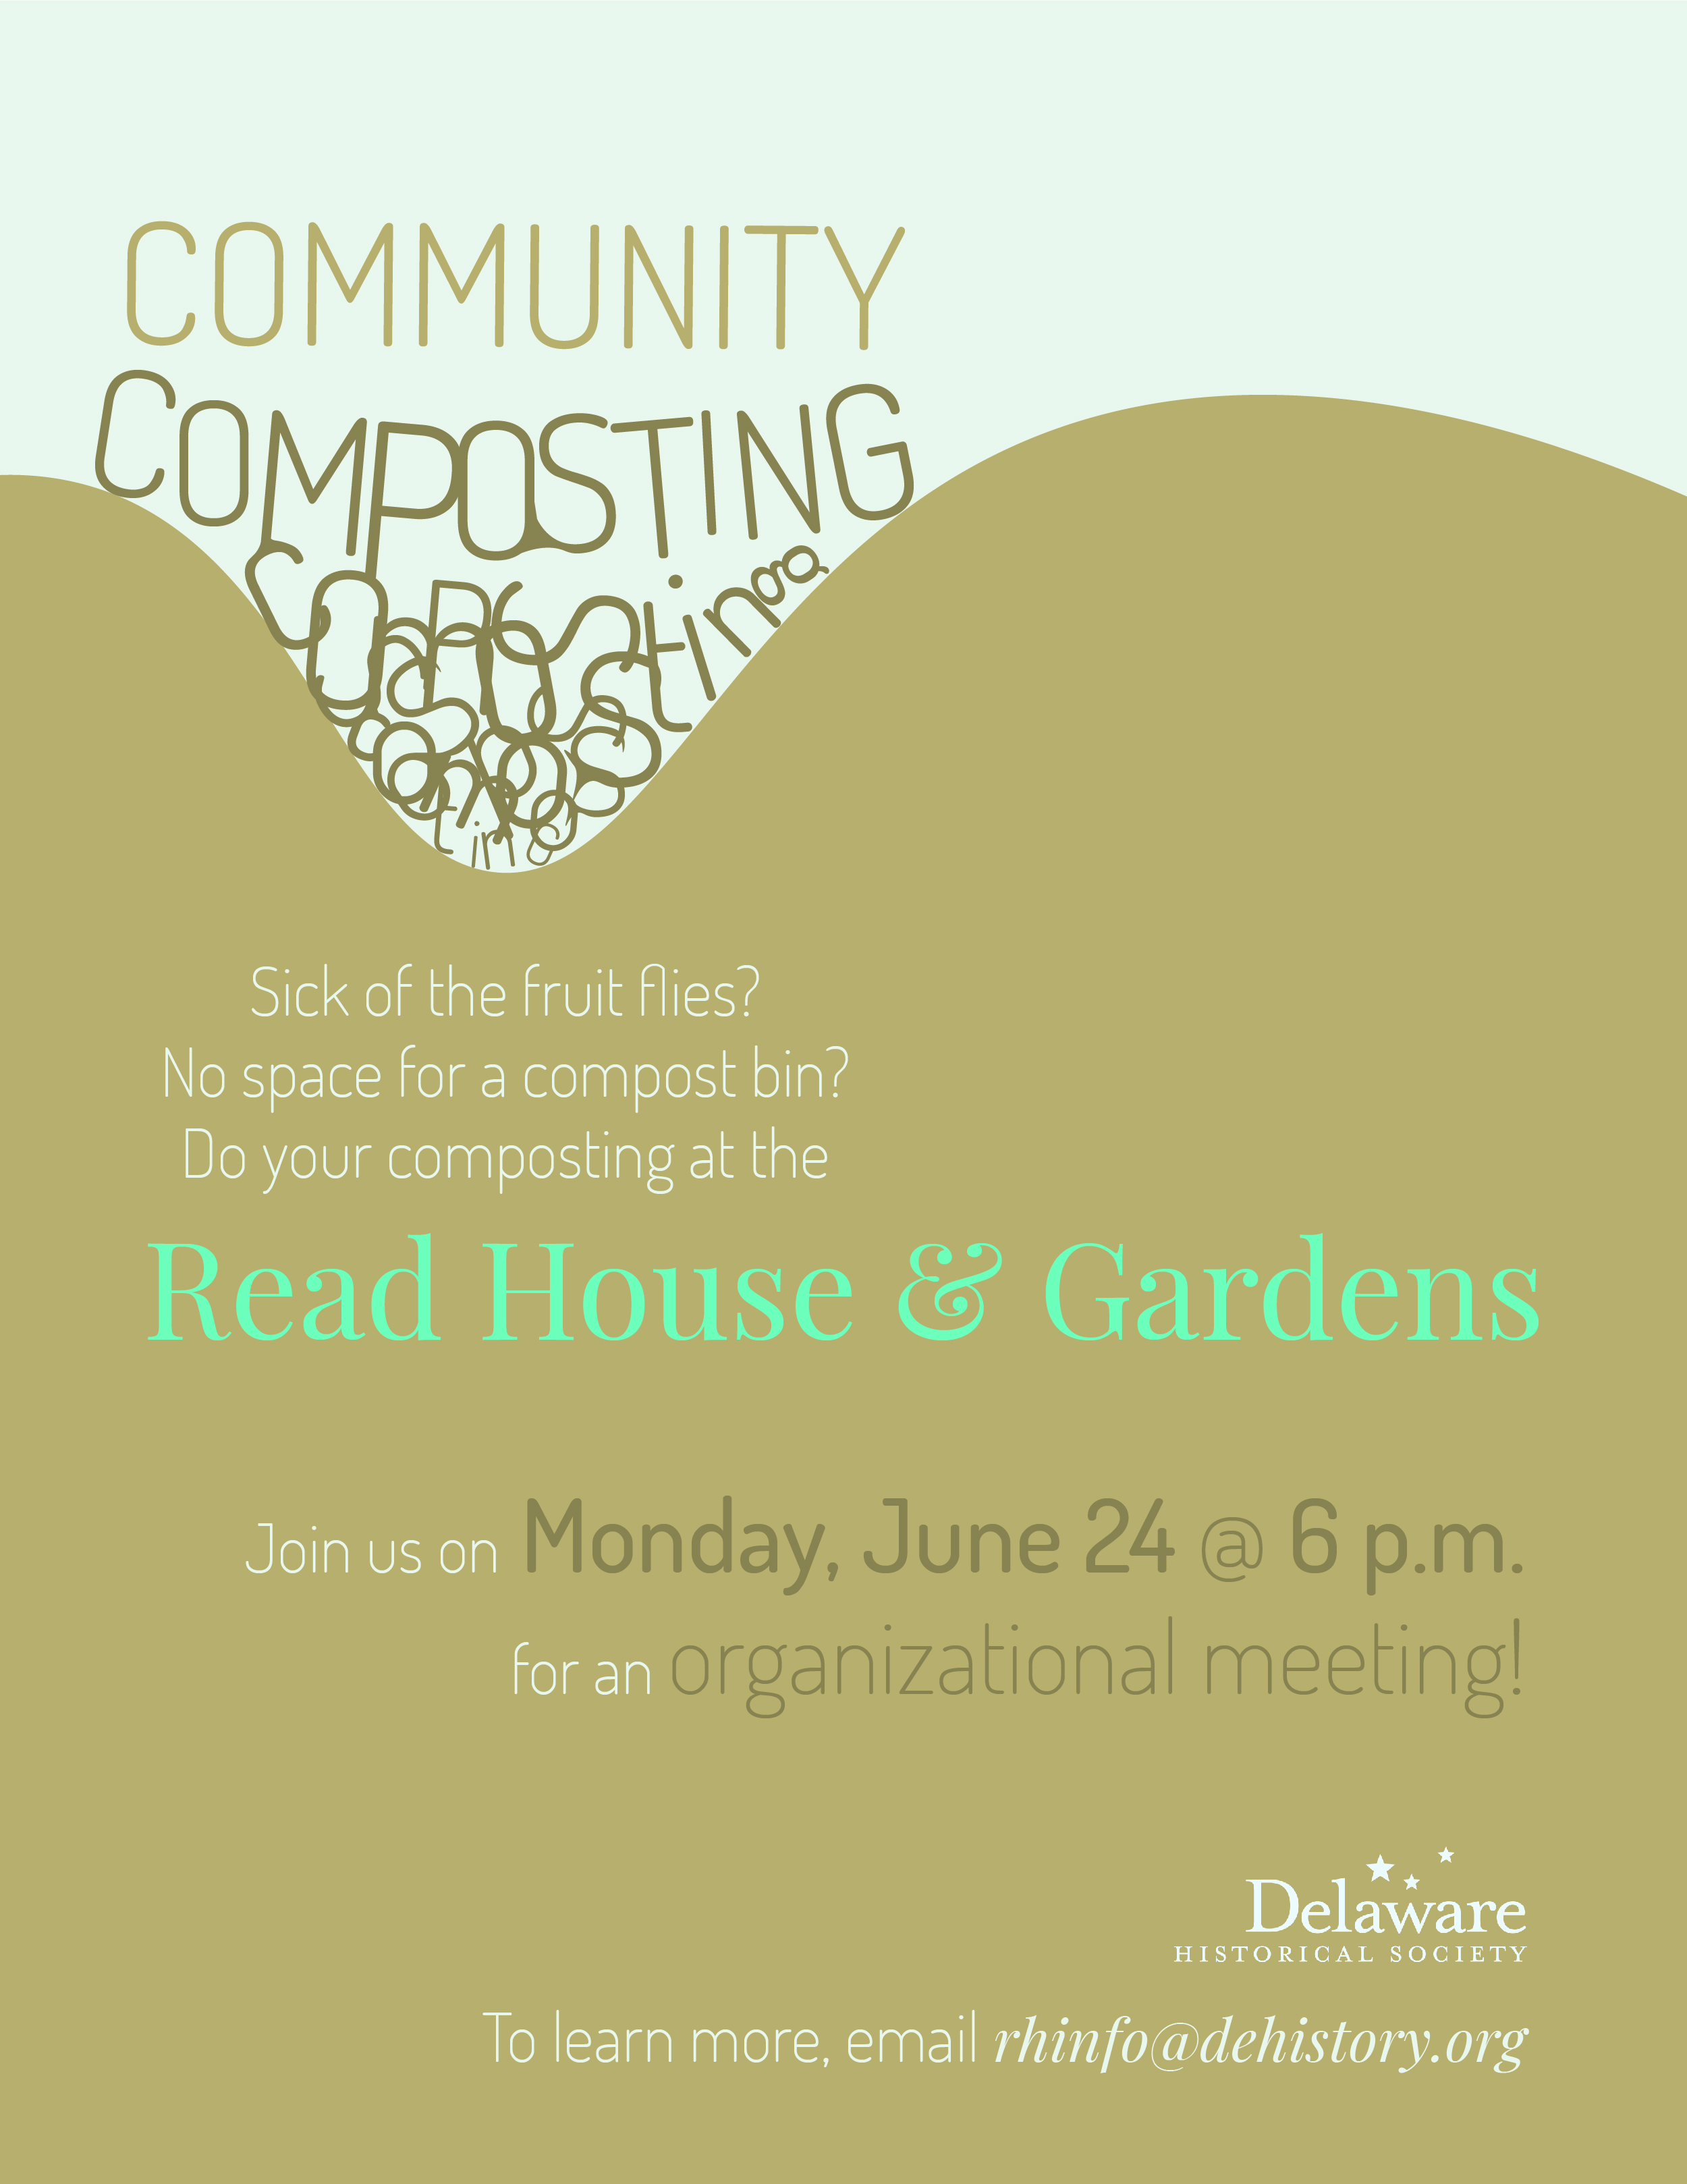 COMMUNITY
COMPOSTING
Sick of the fruit flies?
No space for a compost bin?
Do your composting at the
Read House & Gardens
Join us on Monday, June 24 @ 6 p.m.
for an organizational meeting!
Delaware
HISTORICAL SOCIETY
To learn more, email rhinfo@dehistory.org